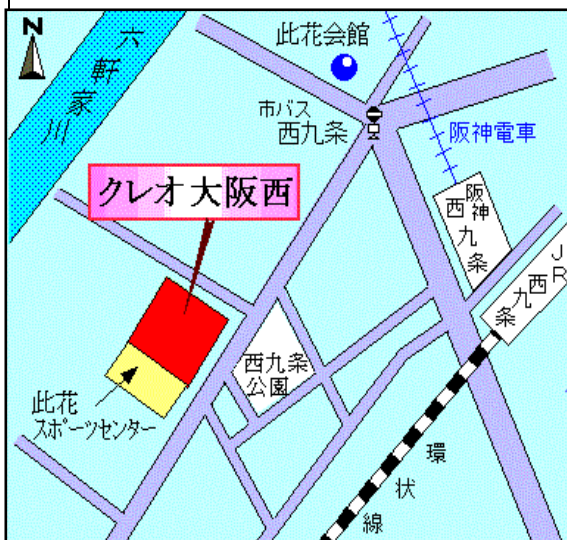 N
六軒家川
此花会館
市バス
西九条
阪神電車
クレオ大阪西
阪神
西九条
JR
西九条
西九条
公園
此花
スポーツセンター
環状線